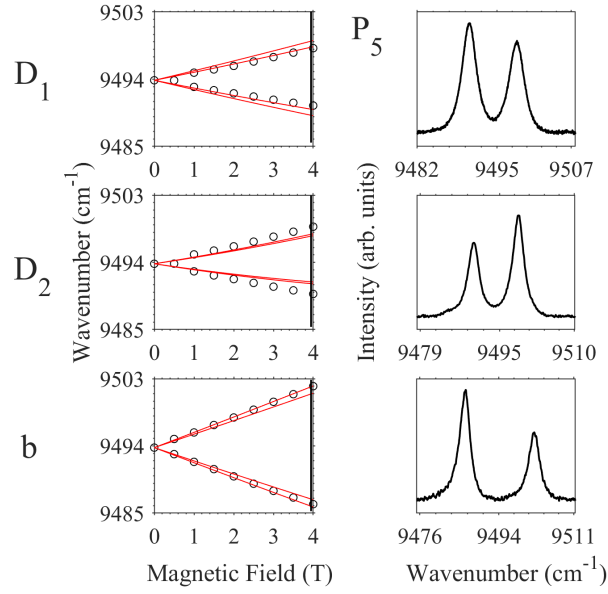 9503
P5
D1
9494
9485
0 1 2 3 4
9482 9495 9507
Wavenumber (cm-1)
Intensity (arb. units)
9503
D2
9494
9485
0 1 2 3 4
9479 9495 9510
9503
b
9494
9485
0 1 2 3 4
9476 9494 9511
Magnetic Field (T)
Wavenumber (cm-1)